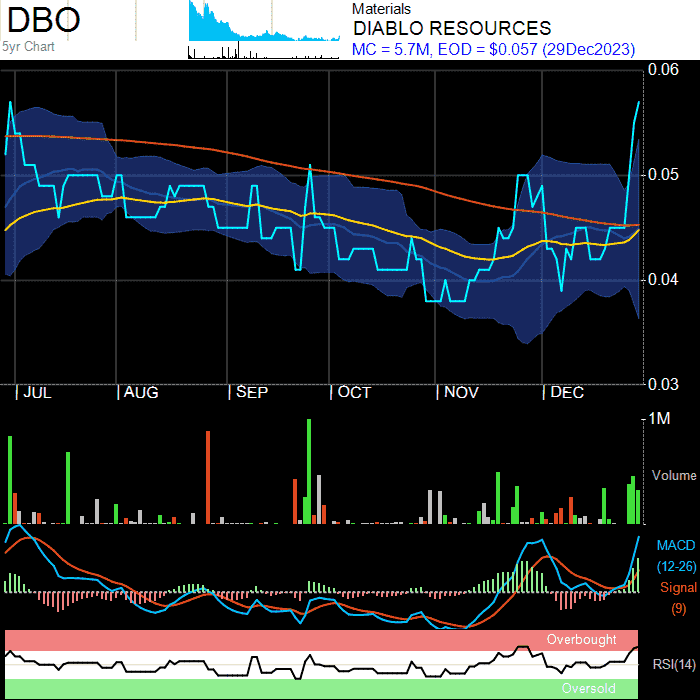 DBO
5yr Chart
Materials
DIABLO RESOURCES
MC = 5.7M, EOD = $0.057 (29Dec2023)
0.06
0.05
0.04
0.03
JUL AUG SEP OCT NOV DEC
1M
Volume
MACD
(12-26)
Signal
(9)
Overbought
RSI(14)
Oversold